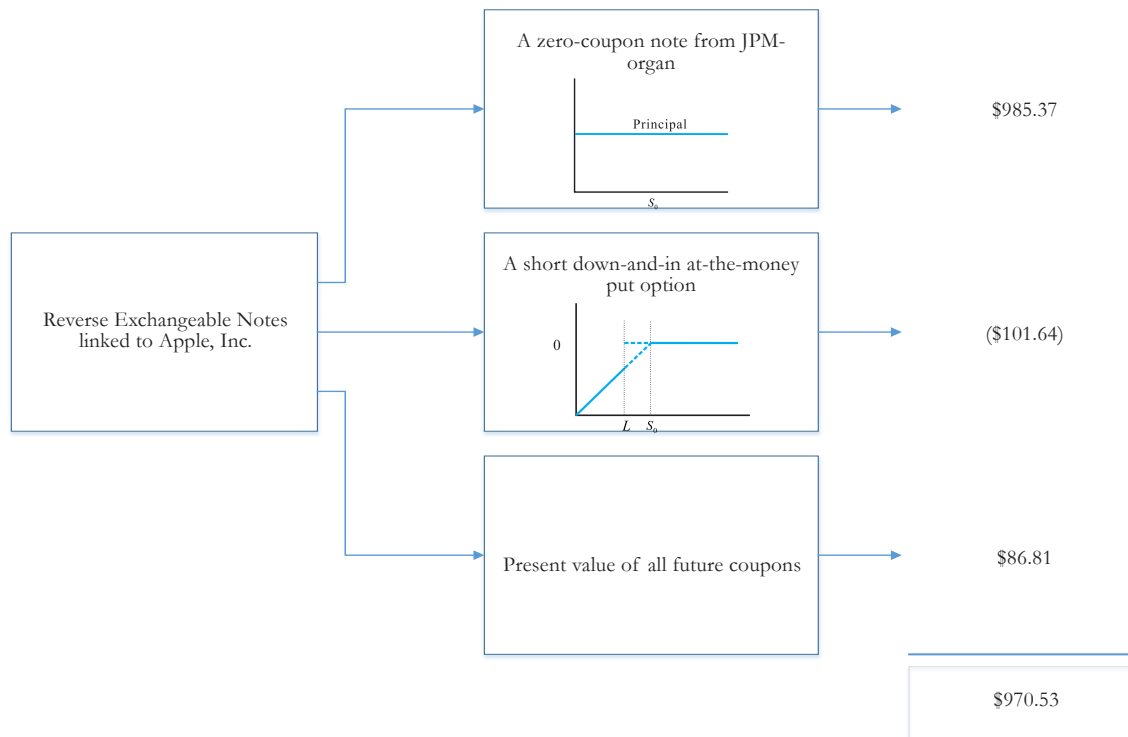 A zero-coupon note from JPM-
organ
Principal
S₀
$985.37
Reverse Exchangeable Notes
linked to Apple, Inc.
A short down-and-in at-the-money
put option
0
L S₀
($101.64)
Present value of all future coupons
$86.81
$970.53